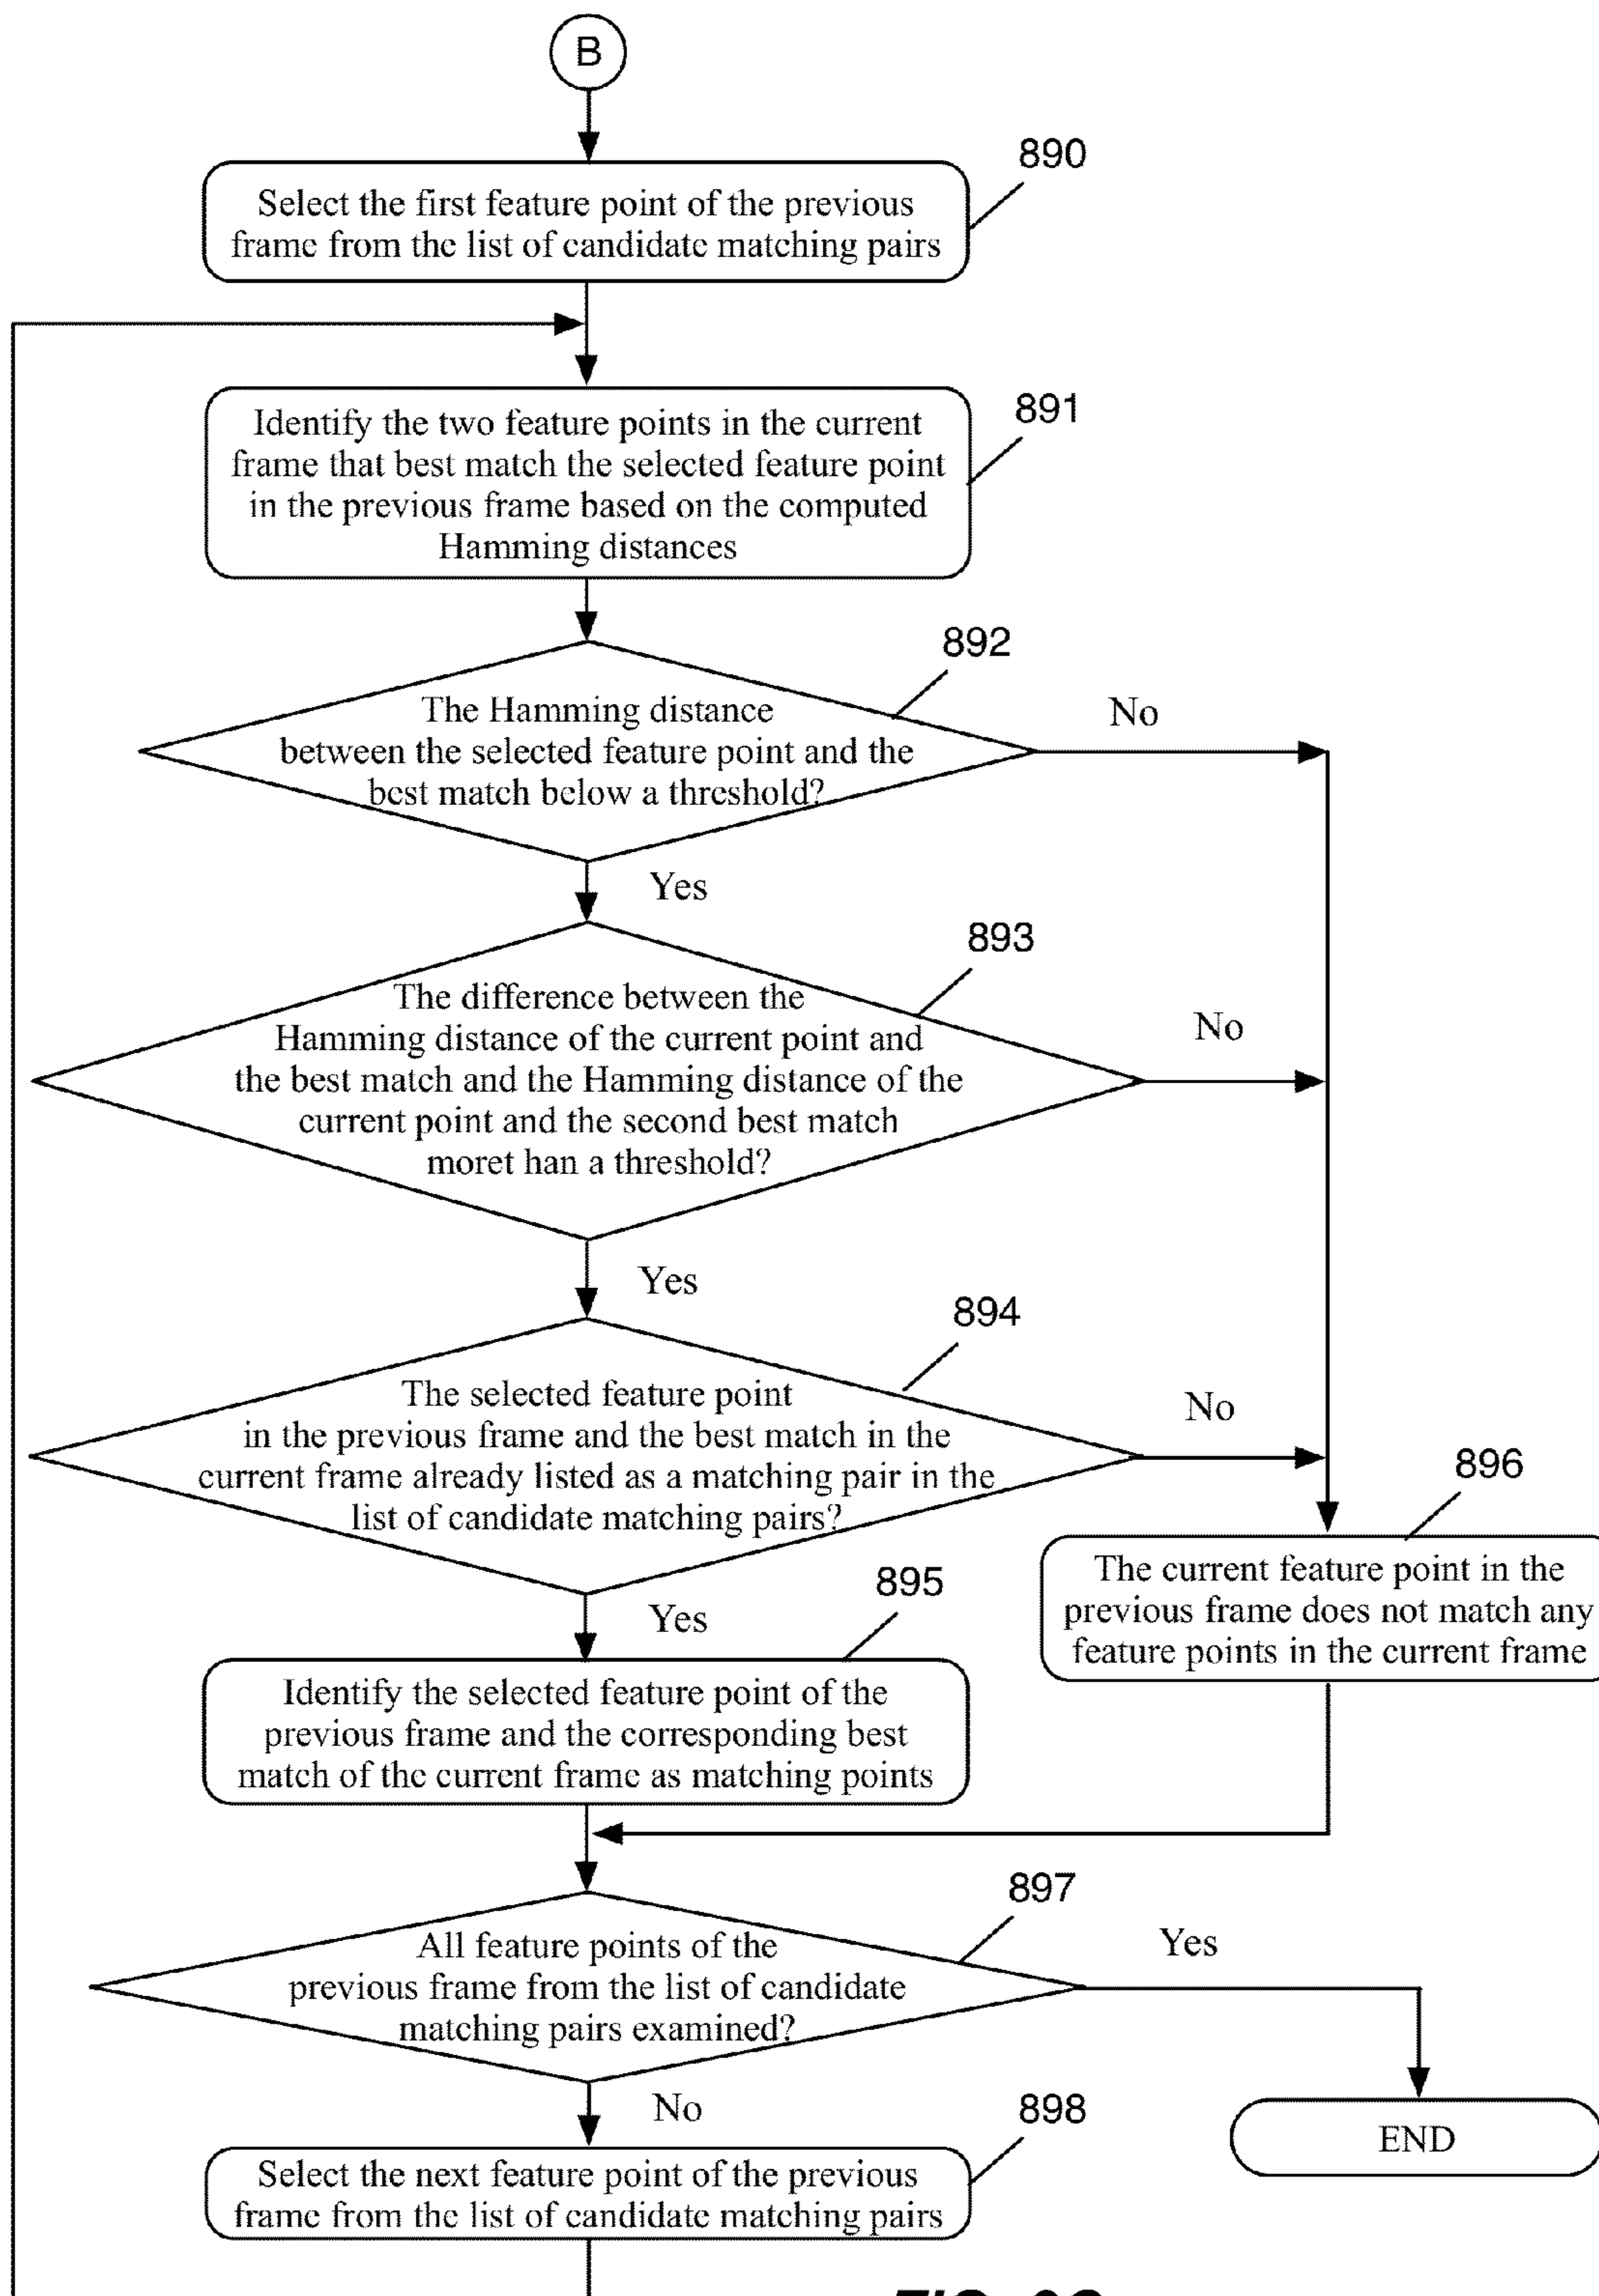 B
890
Select the first feature point of the previous
frame from the list of candidate matching pairs
891
Identify the two feature points in the current
frame that best match the selected feature point
in the previous frame based on the computed
Hamming distances
892
The Hamming distance
between the selected feature point and the
best match below a threshold?
No
Yes
893
The difference between the
Hamming distance of the current point and
the best match and the Hamming distance of the
current point and the second best match
moret han a threshold?
No
Yes
894
The selected feature point
in the previous frame and the best match in the
current frame already listed as a matching pair in the
list of candidate matching pairs?
No
Yes
896
The current feature point in the
previous frame does not match any
feature points in the current frame
895
Identify the selected feature point of the
previous frame and the corresponding best
match of the current frame as matching points
897
All feature points of the
previous frame from the list of candidate
matching pairs examined?
Yes
No
END
898
Select the next feature point of the previous
frame from the list of candidate matching pairs